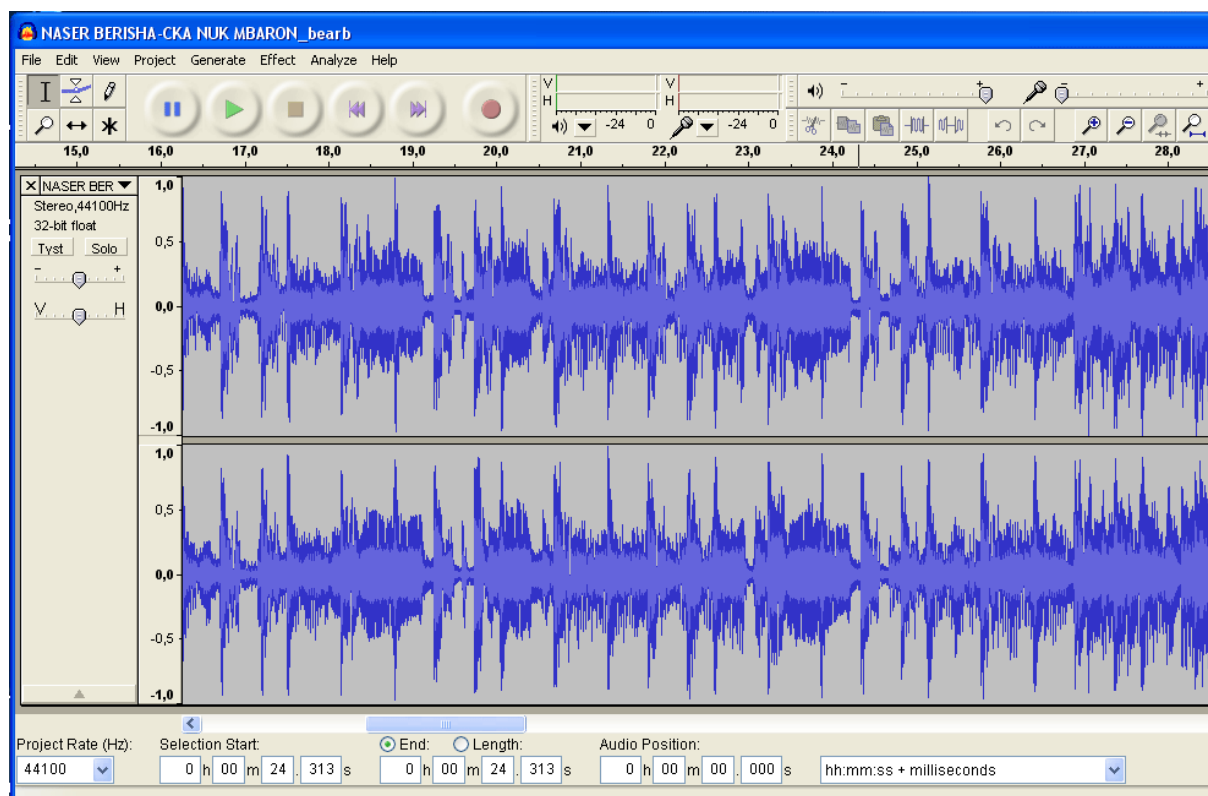 NASER BERISHA-CKA NUK MBARON_bearb
File Edit View Project Generate Effect Analyze Help
V V
H H
-24 0 -24 0
15,0 16,0 17,0 18,0 19,0 20,0 21,0 22,0 23,0 24,0 25,0 26,0 27,0 28,0
X NASER BER
Stereo,44100Hz
32-bit float
Tyst Solo
- +
V H
1,0
0,5
0,0
-0,5
-1,0
1,0
0,5
0,0
-0,5
-1,0
Project Rate (Hz): Selection Start: End: Length: Audio Position:
44100 0 h 00 m 24 . 313 s 0 h 00 m 24 . 313 s 0 h 00 m 00 . 000 s hh:mm:ss + milliseconds